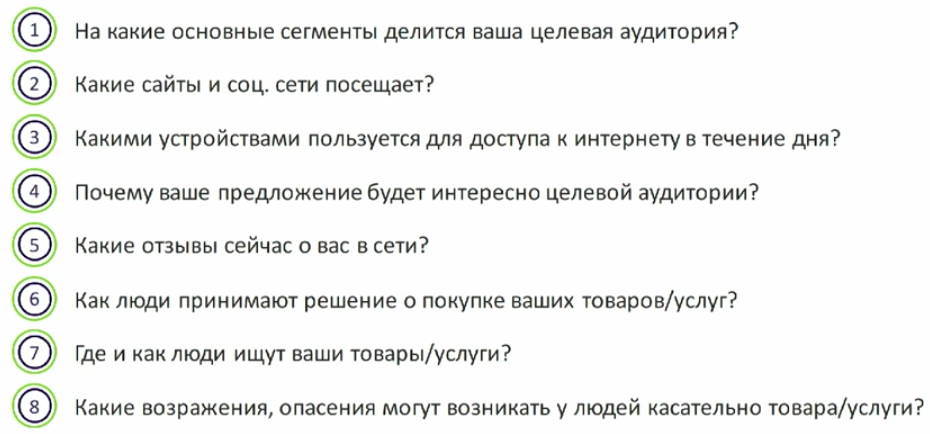 1 На какие основные сегменты делится ваша целевая аудитория?
2 Какие сайты и соц. сети посещает?
3 Какими устройствами пользуется для доступа к интернету в течение дня?
4 Почему ваше предложение будет интересно целевой аудитории?
5 Какие отзывы сейчас о вас в сети?
6 Как люди принимают решение о покупке ваших товаров/услуг?
7 Где и как люди ищут ваши товары/услуги?
8 Какие возражения, опасения могут возникать у людей касательно товара/услуги?